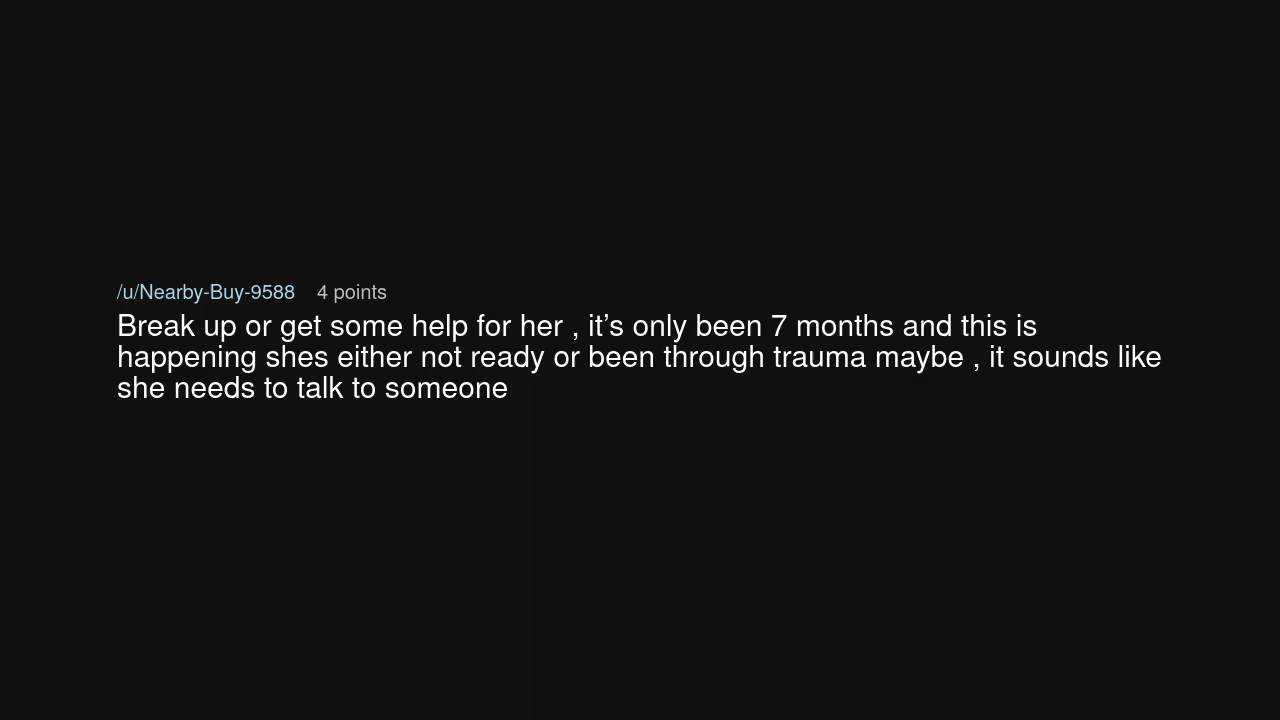 /u/Nearby-Buy-9588 4 points
Break up or get some help for her , it’s only been 7 months and this is
happening shes either not ready or been through trauma maybe , it sounds like
she needs to talk to someone